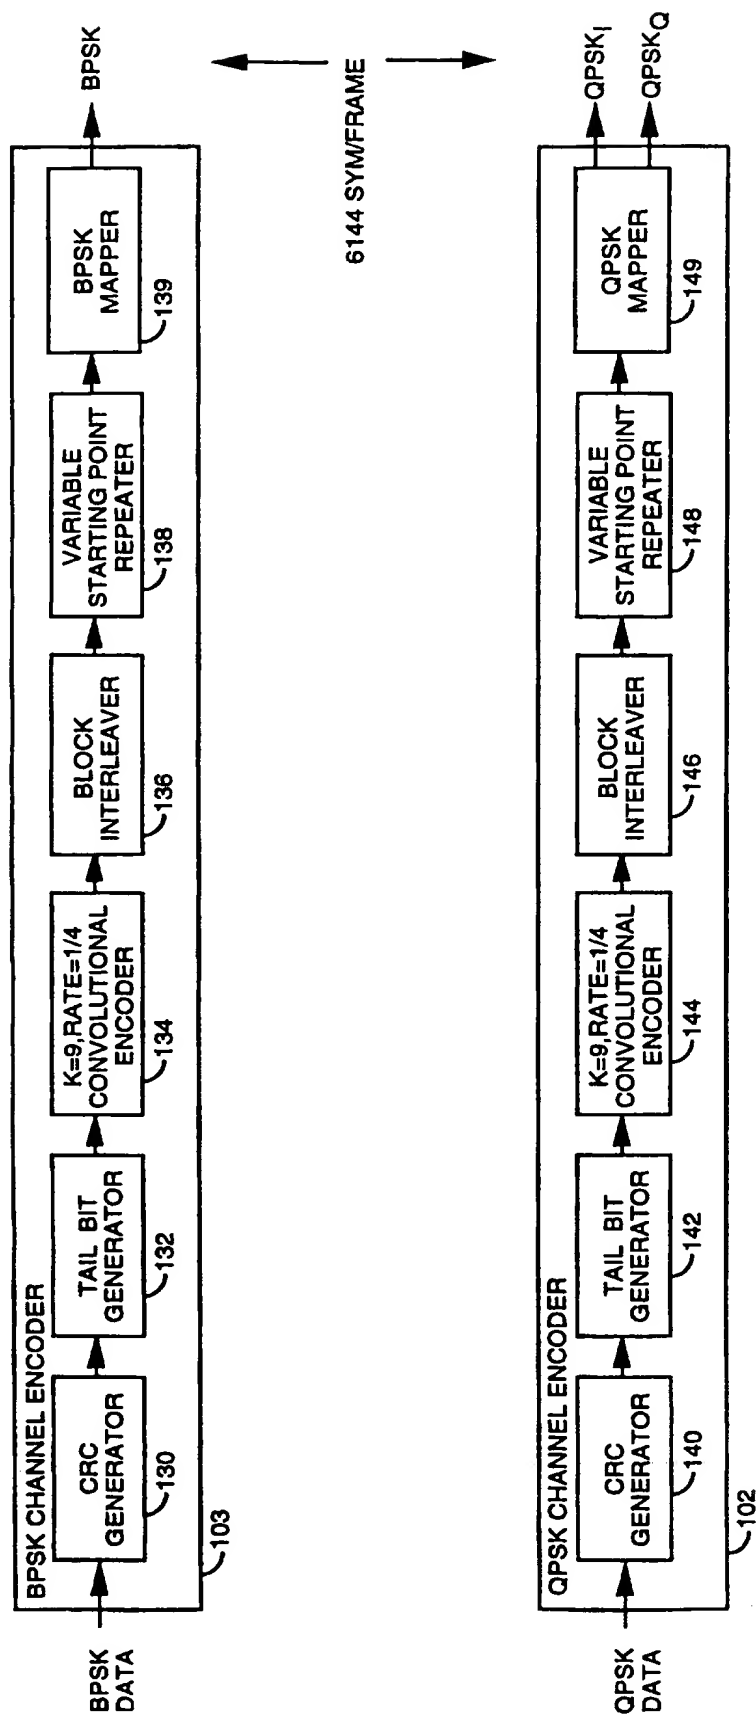 BPSK CHANNEL ENCODER
BPSK
DATA
CRC
GENERATOR
130
TAIL BIT
GENERATOR
132
K=9,RATE=1/4
CONVOLUTIONAL
ENCODER
134
BLOCK
INTERLEAVER
136
VARIABLE
STARTING POINT
REPEATER
138
BPSK
MAPPER
139
BPSK
103
6144 SYM/FRAME
QPSK CHANNEL ENCODER
QPSK
DATA
CRC
GENERATOR
140
TAIL BIT
GENERATOR
142
K=9,RATE=1/4
CONVOLUTIONAL
ENCODER
144
BLOCK
INTERLEAVER
146
VARIABLE
STARTING POINT
REPEATER
148
QPSK
MAPPER
149
QPSKI
QPSKQ
102